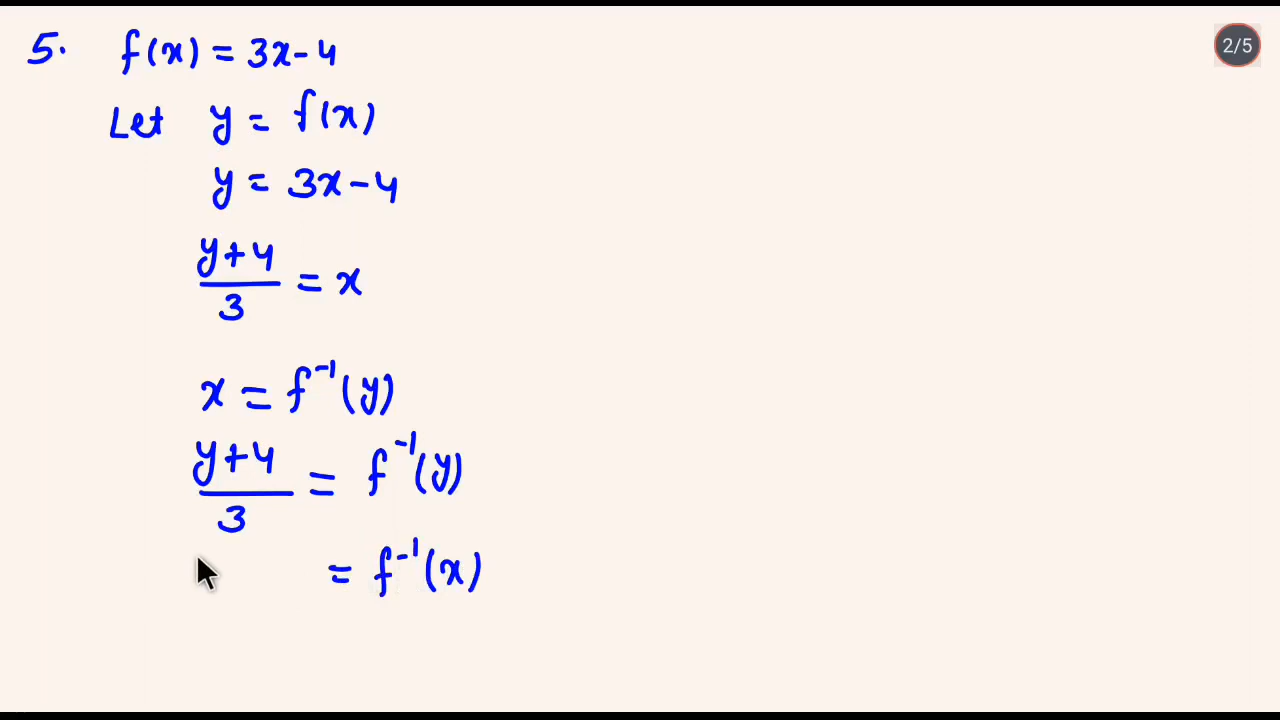 5. f(x) = 3x-4
2/5
Let y = f(x)
y = 3x-4
y+4
3
= x
x = f⁻¹(y)
y+4
3
= f⁻¹(y)
= f⁻¹(x)